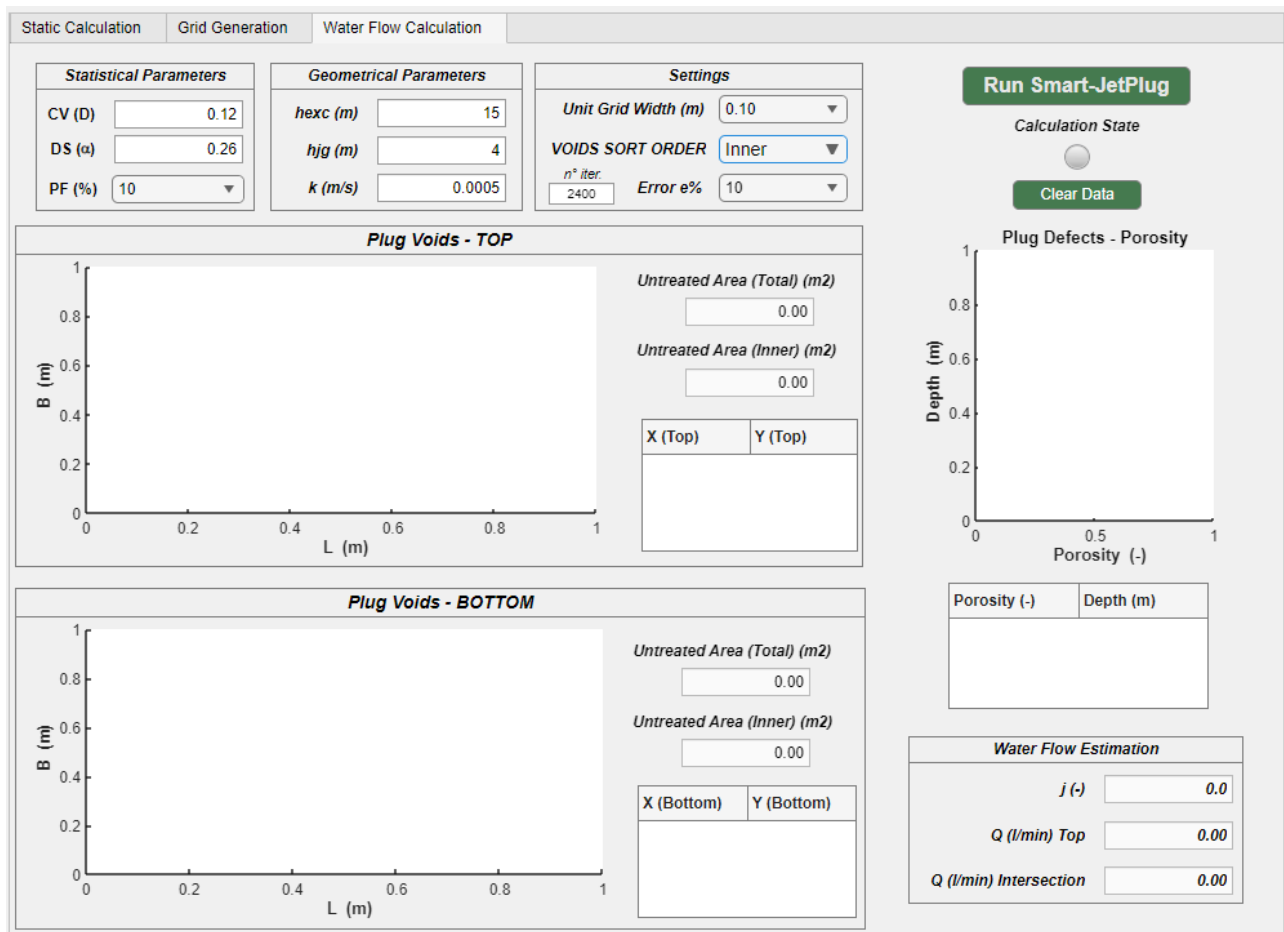 Static Calculation
Grid Generation
Water Flow Calculation
Statistical Parameters
CV (D)
0.12
DS (α)
0.26
PF (%)
10
Geometrical Parameters
hexc (m)
15
hjg (m)
4
k (m/s)
0.0005
Settings
Unit Grid Width (m)
0.10
VOIDS SORT ORDER
Inner
n° iter.
2400
Error e%
10
Run Smart-JetPlug
Calculation State
Clear Data
Plug Voids - TOP
1
0.8
0.6
0.4
0.2
0
B (m)
0 0.2 0.4 0.6 0.8 1
L (m)
Untreated Area (Total) (m2)
0.00
Untreated Area (Inner) (m2)
0.00
X (Top) Y (Top)
Plug Defects - Porosity
1
0.8
0.6
0.4
0.2
0
Depth (m)
0 0.5 1
Porosity (-)
Porosity (-) Depth (m)
Plug Voids - BOTTOM
1
0.8
0.6
0.4
0.2
0
B (m)
0 0.2 0.4 0.6 0.8 1
L (m)
Untreated Area (Total) (m2)
0.00
Untreated Area (Inner) (m2)
0.00
X (Bottom) Y (Bottom)
Water Flow Estimation
j (-)
0.0
Q (l/min) Top
0.00
Q (l/min) Intersection
0.00